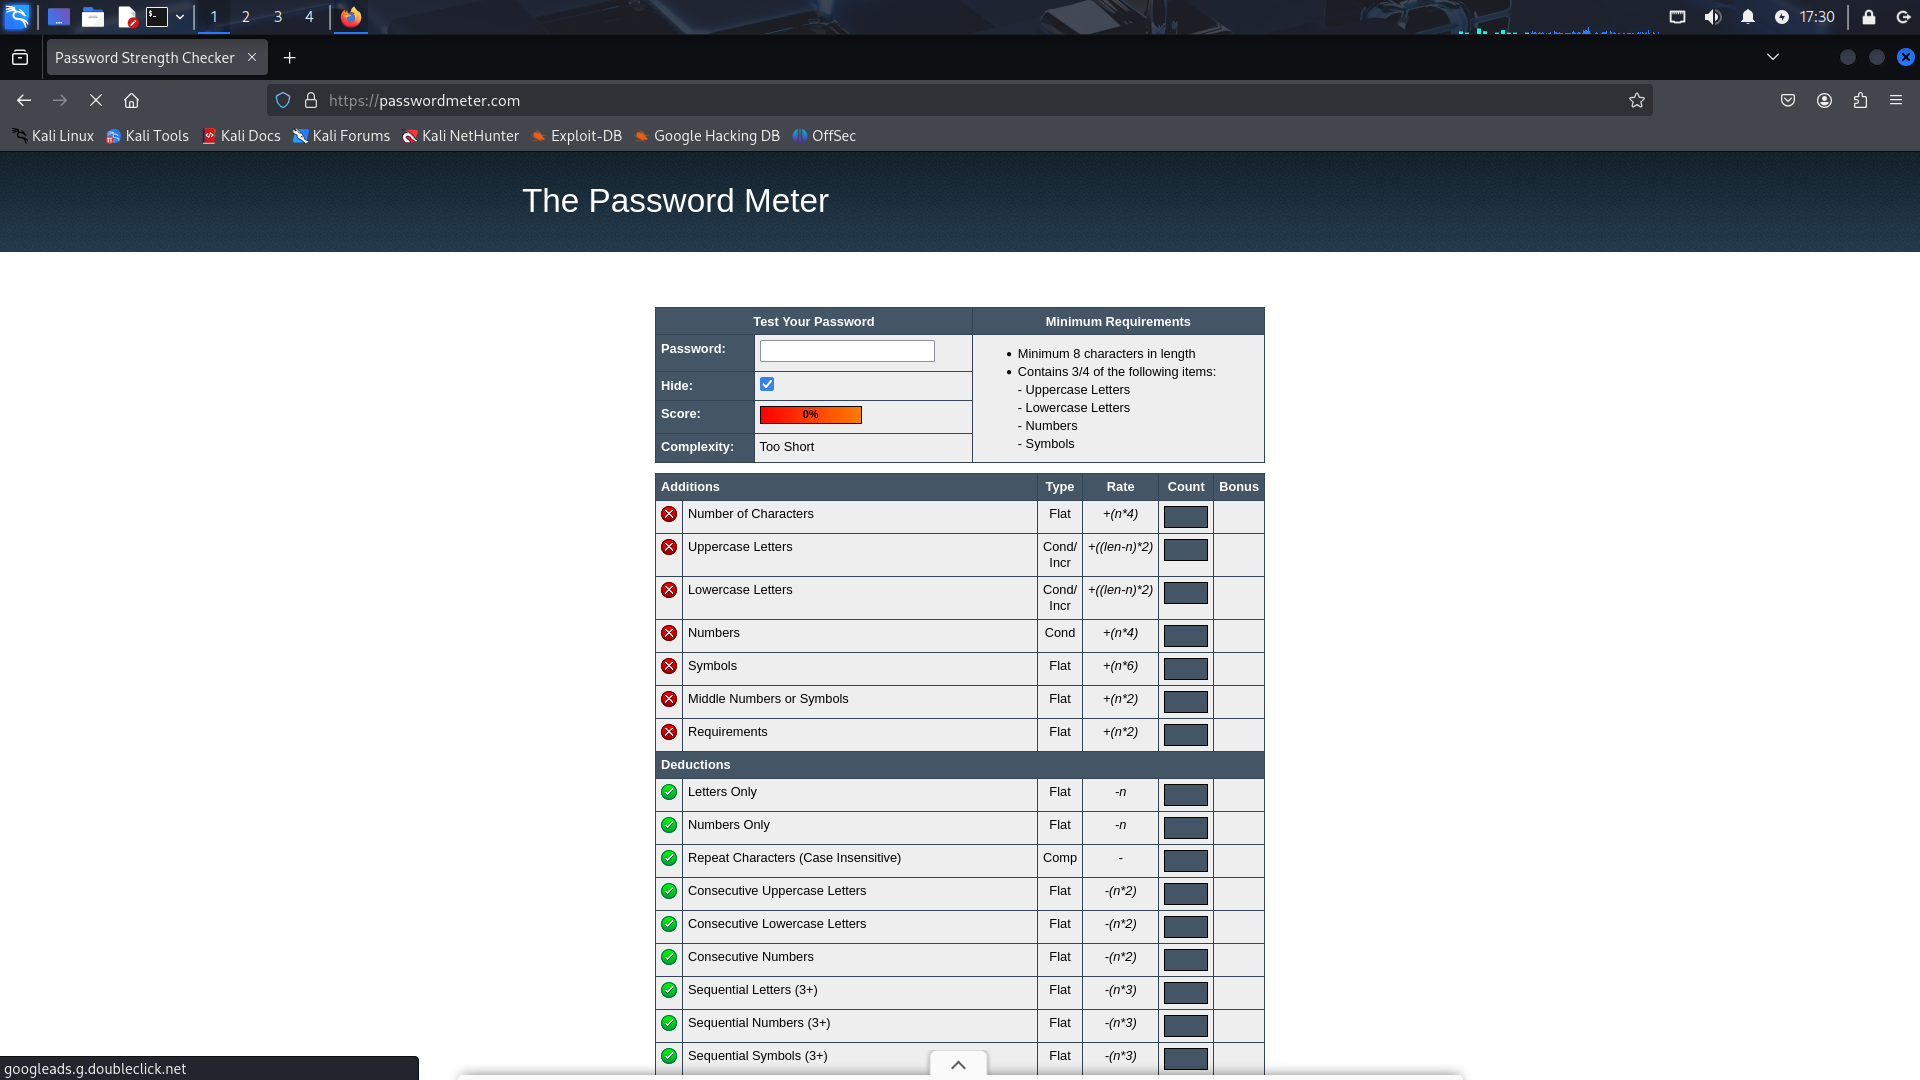 1 2 3 4 17:30
Password Strength Checker
https://passwordmeter.com
Kali Linux Kali Tools Kali Docs Kali Forums Kali NetHunter Exploit-DB Google Hacking DB OffSec
The Password Meter
Test Your Password Minimum Requirements
Password:
Hide:
Score: 0%
Complexity: Too Short
• Minimum 8 characters in length
• Contains 3/4 of the following items:
- Uppercase Letters
- Lowercase Letters
- Numbers
- Symbols
Additions Type Rate Count Bonus
Number of Characters Flat +(n*4)
Uppercase Letters Cond/ +((len-n)*2)
Incr
Lowercase Letters Cond/ +((len-n)*2)
Incr
Numbers Cond +(n*4)
Symbols Flat +(n*6)
Middle Numbers or Symbols Flat +(n*2)
Requirements Flat +(n*2)
Deductions
Letters Only Flat -n
Numbers Only Flat -n
Repeat Characters (Case Insensitive) Comp -
Consecutive Uppercase Letters Flat -(n*2)
Consecutive Lowercase Letters Flat -(n*2)
Consecutive Numbers Flat -(n*2)
Sequential Letters (3+) Flat -(n*3)
Sequential Numbers (3+) Flat -(n*3)
Sequential Symbols (3+) Flat -(n*3)
googleads.g.doubleclick.net